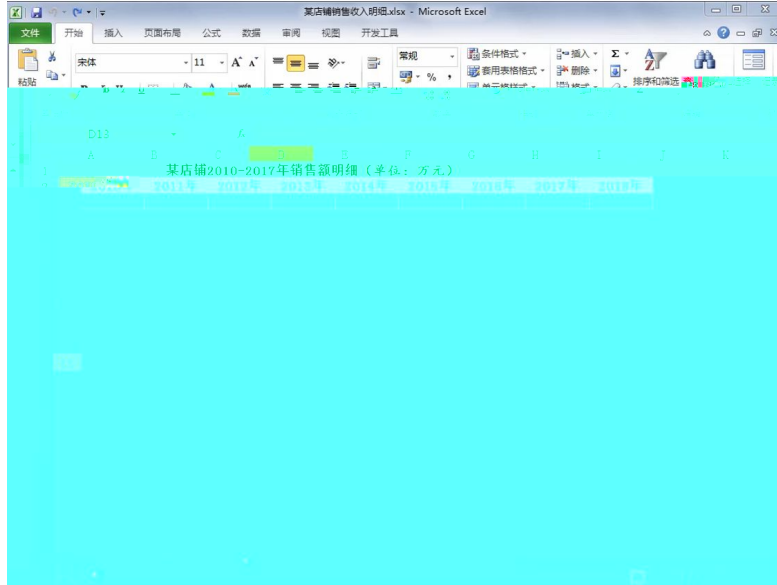 某店铺销售收入明细.xlsx - Microsoft Excel
文件 开始 插入 页面布局 公式 数据 审阅 视图 开发工具
宋体 11 A A 常规 条件格式 插入 Σ
% , 套用表格格式 删除
粘贴 排序和筛选
D13
A B C D E G H I J K
某店铺2010-2017年销售额明细（单位：万元）
2011年 2012年 2013年 2014年 2015年 2016年 2017年 2018年